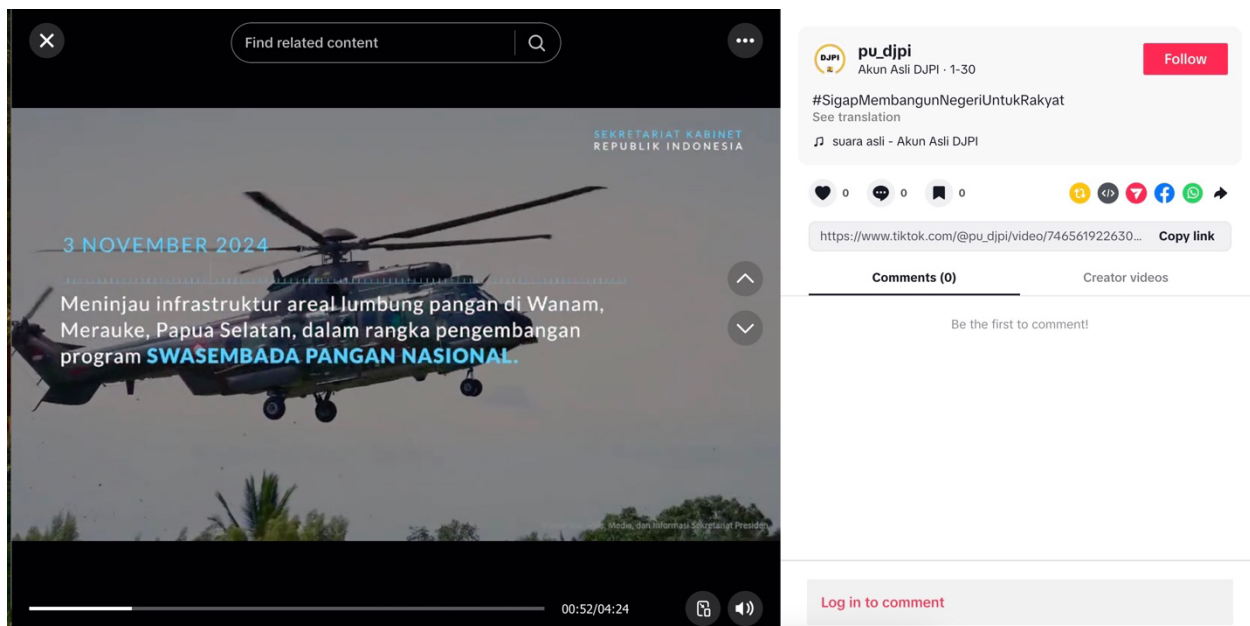 Find related content
SEKRETARIAT KABINET
REPUBLIK INDONESIA
3 NOVEMBER 2024
Meninjau infrastruktur areal lumbung pangan di Wanam,
Merauke, Papua Selatan, dalam rangka pengembangan
program SWASEMBADA PANGAN NASIONAL.
Media, dan Informasi Sekretariat Presiden
00:52/04:24
DJPI
pu_djpi
Akun Asli DJPI · 1-30
Follow
#SigapMembangunNegeriUntukRakyat
See translation
suara asli - Akun Asli DJPI
0
0
0
https://www.tiktok.com/@pu_djpi/video/746561922630...
Copy link
Comments (0)
Creator videos
Be the first to comment!
Log in to comment